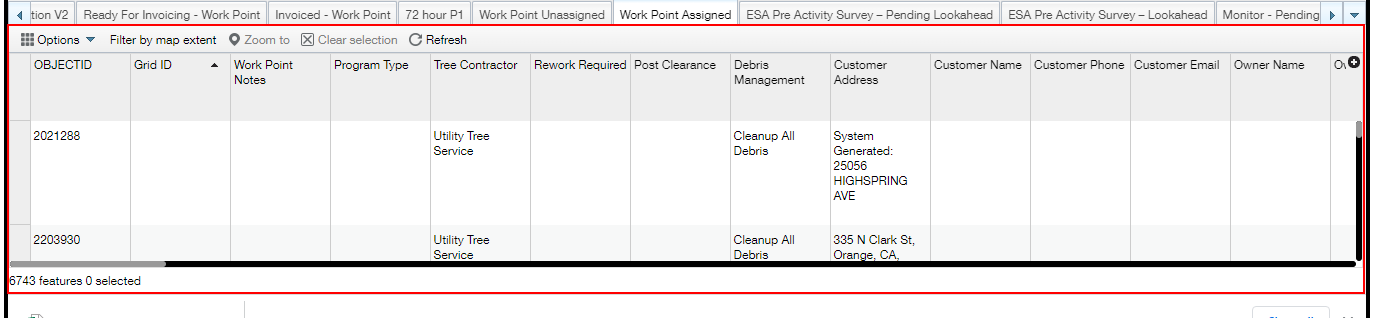 tion V2 Ready For Invoicing - Work Point Invoiced - Work Point 72 hour P1 Work Point Unassigned Work Point Assigned ESA Pre Activity Survey – Pending Lookahead ESA Pre Activity Survey – Lookahead Monitor - Pending
Options Filter by map extent Zoom to Clear selection Refresh
OBJECTID Grid ID Work Point Program Type Tree Contractor Rework Required Post Clearance Debris Customer Customer Name Customer Phone Customer Email Owner Name
Notes Management Address
2021288 Utility Tree Cleanup All System
Service Debris Generated:
25056
HIGHSPRING
AVE
2203930 Utility Tree Cleanup All 335 N Clark St,
Service Debris Orange, CA,
6743 features 0 selected